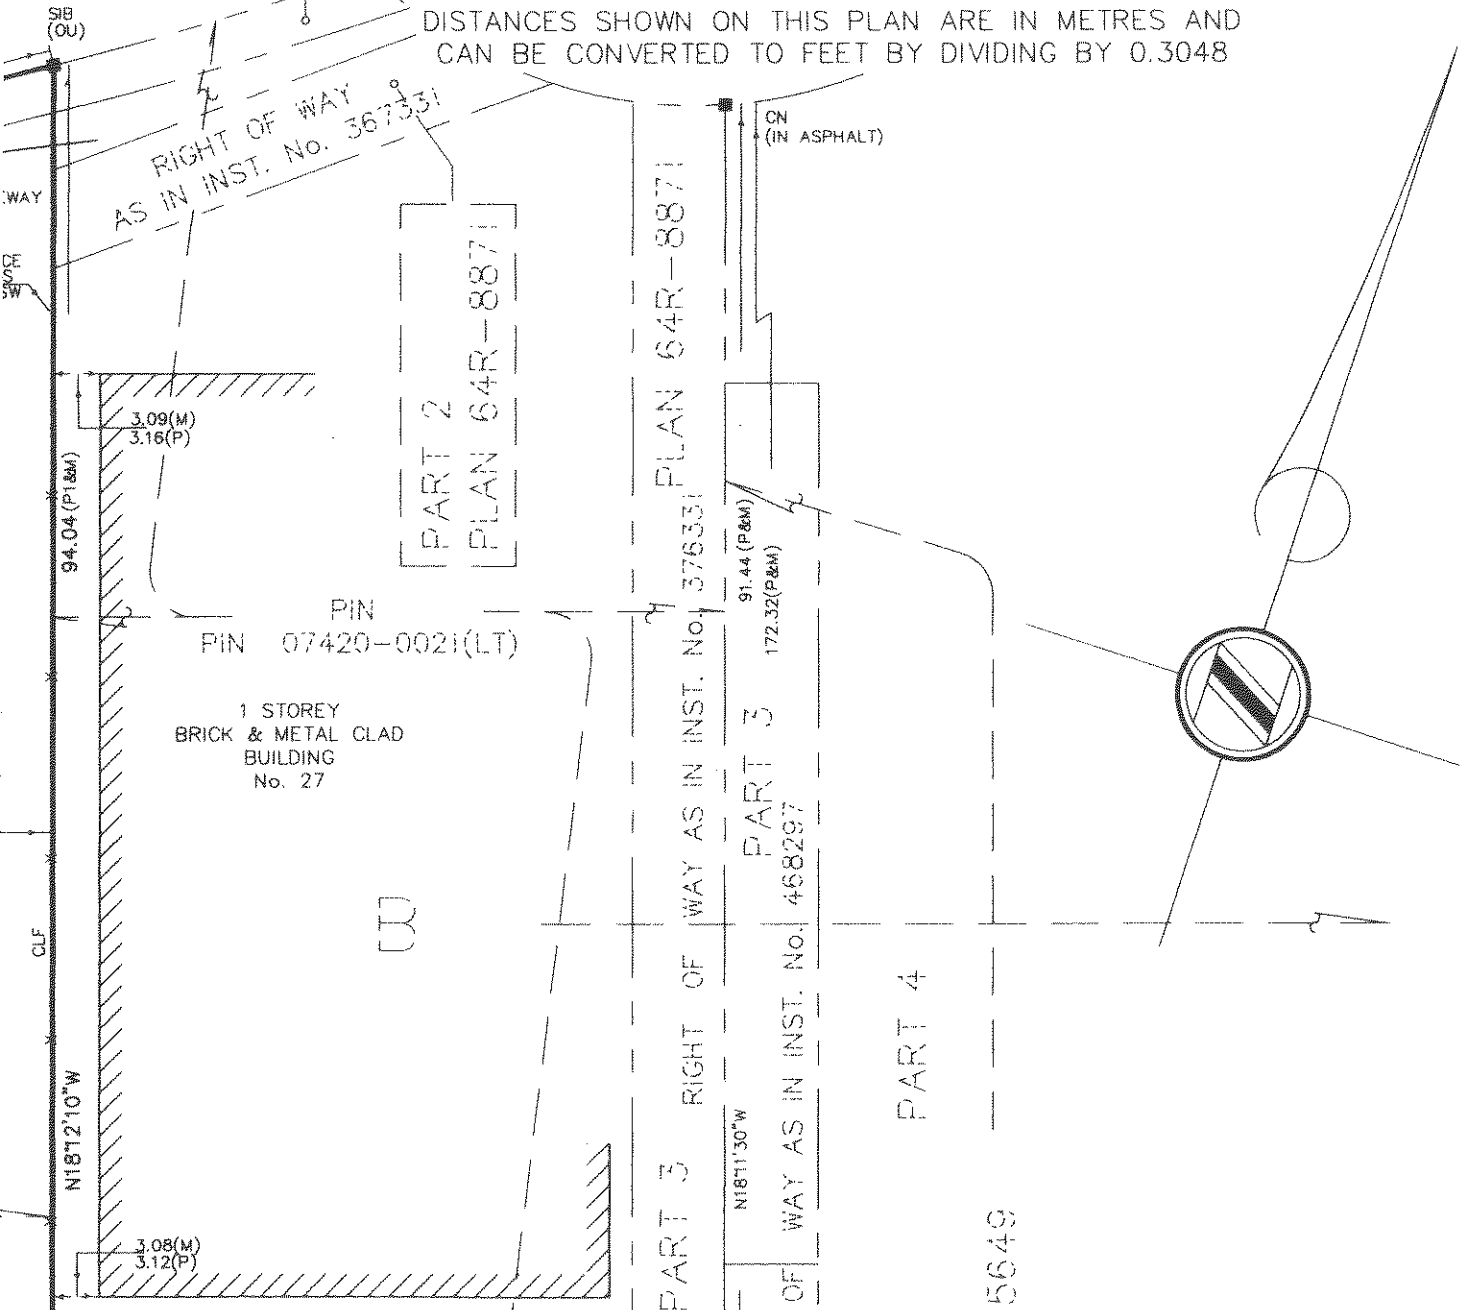 SIB
(OU)
DISTANCES SHOWN ON THIS PLAN ARE IN METRES AND
CAN BE CONVERTED TO FEET BY DIVIDING BY 0.3048
RIGHT OF WAY
AS IN INST. No. 367331
CN
(IN ASPHALT)
WAY
SW
PART 2
PLAN 64R-8871
PLAN 64R-8871
3.09(M)
3.16(P)
94.04(P1&M)
PIN
PIN 07420-0021(LT)
1 STOREY
BRICK & METAL CLAD
BUILDING
No. 27
RIGHT OF WAY AS IN INST. No. 376331
91.44(P&M)
172.32(P&M)
PART 3
OF WAY AS IN INST. No. 468297
B
CLF
PART 4
N18°12'10"W
N18°11'30"W
PART 3
5649
3.08(M)
3.12(P)